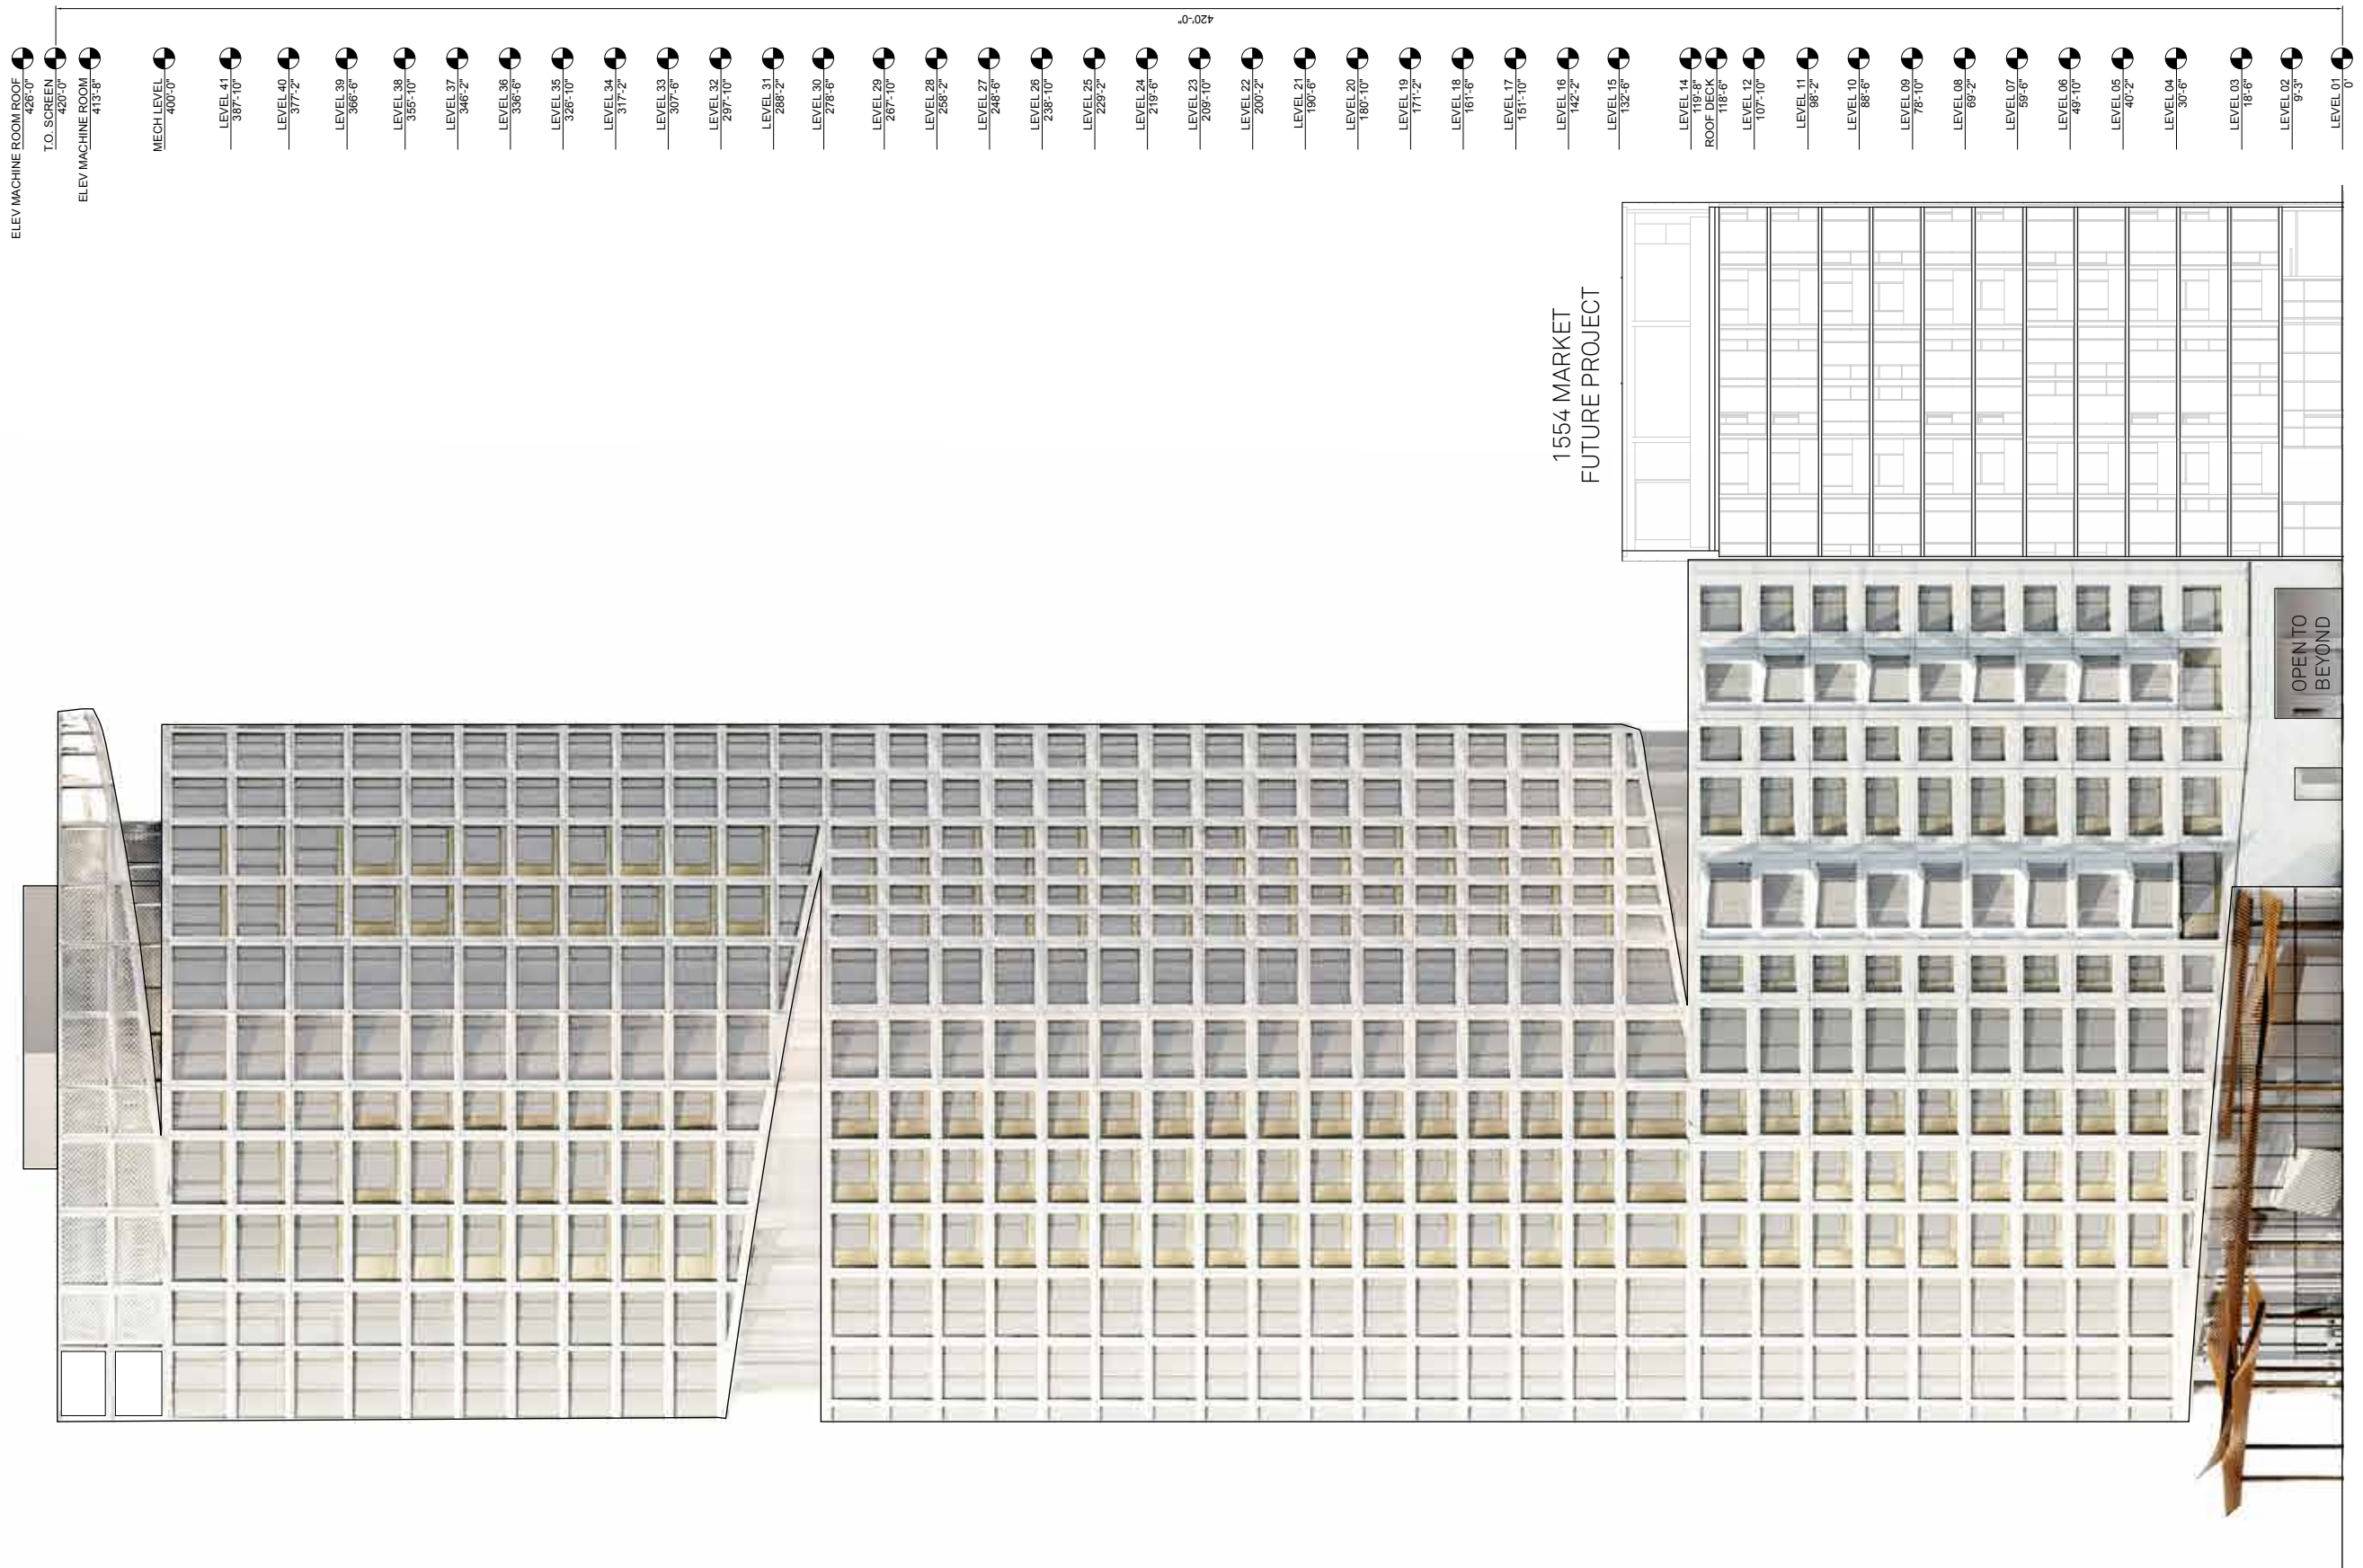 420'-0"
ELEV MACHINE ROOM ROOF
426'-0"
T.O. SCREEN
420'-0"
ELEV MACHINE ROOM
413'-8"
MECH LEVEL
400'-0"
LEVEL 41
387'-10"
LEVEL 40
377'-2"
LEVEL 39
366'-6"
LEVEL 38
355'-10"
LEVEL 37
346'-2"
LEVEL 36
336'-6"
LEVEL 35
326'-10"
LEVEL 34
317'-2"
LEVEL 33
307'-6"
LEVEL 32
297'-10"
LEVEL 31
288'-2"
LEVEL 30
278'-6"
LEVEL 29
267'-10"
LEVEL 28
258'-2"
LEVEL 27
248'-6"
LEVEL 26
238'-10"
LEVEL 25
229'-2"
LEVEL 24
219'-6"
LEVEL 23
209'-10"
LEVEL 22
200'-2"
LEVEL 21
190'-6"
LEVEL 20
180'-10"
LEVEL 19
171'-2"
LEVEL 18
161'-6"
LEVEL 17
151'-10"
LEVEL 16
142'-2"
LEVEL 15
132'-6"
LEVEL 14
119'-8"
ROOF DECK
118'-6"
LEVEL 12
107'-10"
LEVEL 11
98'-2"
LEVEL 10
88'-6"
LEVEL 09
78'-10"
LEVEL 08
69'-2"
LEVEL 07
59'-6"
LEVEL 06
49'-10"
LEVEL 05
40'-2"
LEVEL 04
30'-6"
LEVEL 03
18'-6"
LEVEL 02
9'-3"
LEVEL 01
0'
1554 MARKET
FUTURE PROJECT
OPEN TO
BEYOND